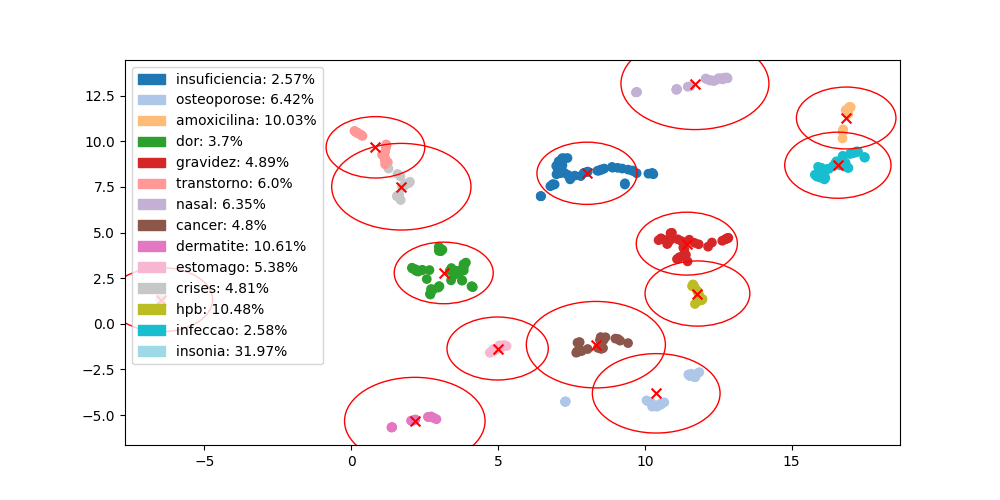 insuficiencia: 2.57%
osteoporose: 6.42%
amoxicilina: 10.03%
dor: 3.7%
gravidez: 4.89%
transtorno: 6.0%
nasal: 6.35%
cancer: 4.8%
dermatite: 10.61%
estomago: 5.38%
crises: 4.81%
hpb: 10.48%
infeccao: 2.58%
insonia: 31.97%
12.5
10.0
7.5
5.0
2.5
0.0
−2.5
−5.0
−5 0 5 10 15